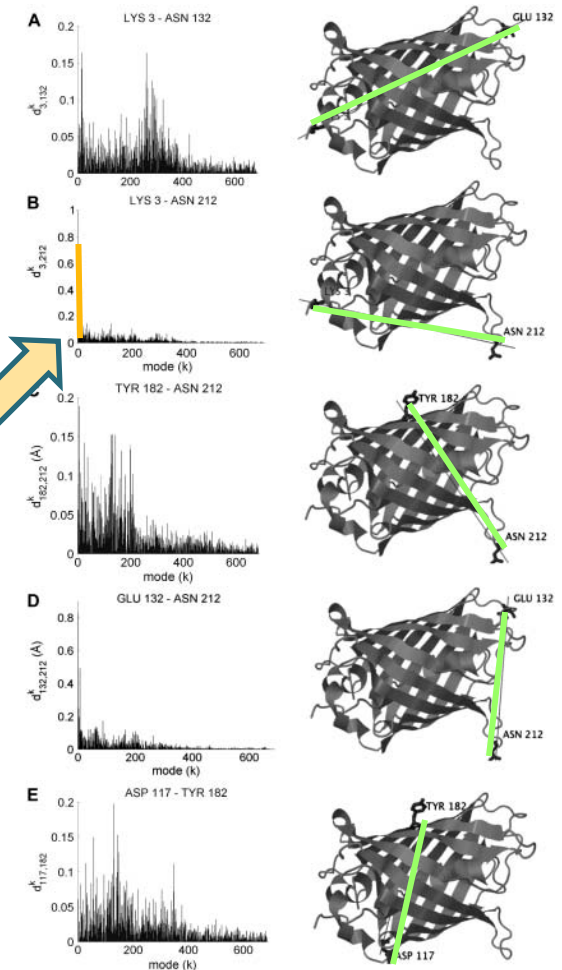 A
LYS 3 - ASN 132
0.2
0.15
0.1
0.05
0
d^k_3,132
0 200 400 600
GLU 132
B
LYS 3 - ASN 212
1
0.8
0.6
0.4
0.2
0
d^k_3,212
0 200 400 600
mode (k)
LYS 3
ASN 212
TYR 182 - ASN 212
0.2
0.15
0.1
0.05
0
d^k_182,212 (Å)
0 200 400 600
mode (k)
TYR 182
ASN 212
D
GLU 132 - ASN 212
0.8
0.6
0.4
0.2
0
d^k_132,212 (Å)
0 200 400 600
mode (k)
GLU 132
ASN 212
E
ASP 117 - TYR 182
0.2
0.15
0.1
0.05
0
d^k_117,182
0 200 400 600
mode (k)
TYR 182
ASP 117